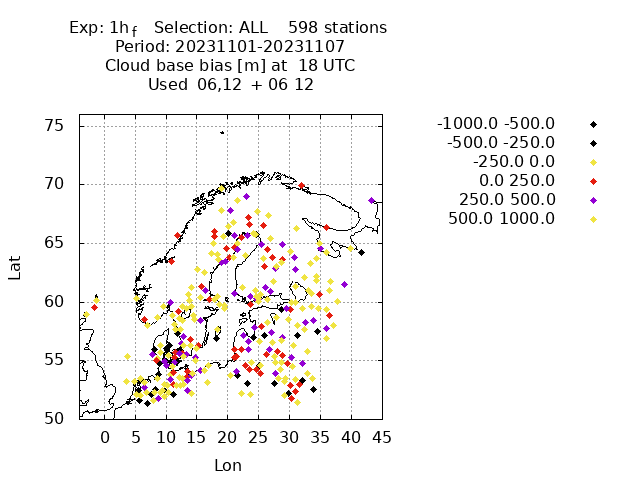 Exp: 1h_f   Selection: ALL    598 stations
Period: 20231101-20231107
Cloud base bias [m] at  18 UTC
Used  06,12  + 06 12
-1000.0 -500.0
-500.0 -250.0
-250.0 0.0
0.0 250.0
250.0 500.0
500.0 1000.0
75
70
65
60
55
50
Lat
0 5 10 15 20 25 30 35 40 45
Lon